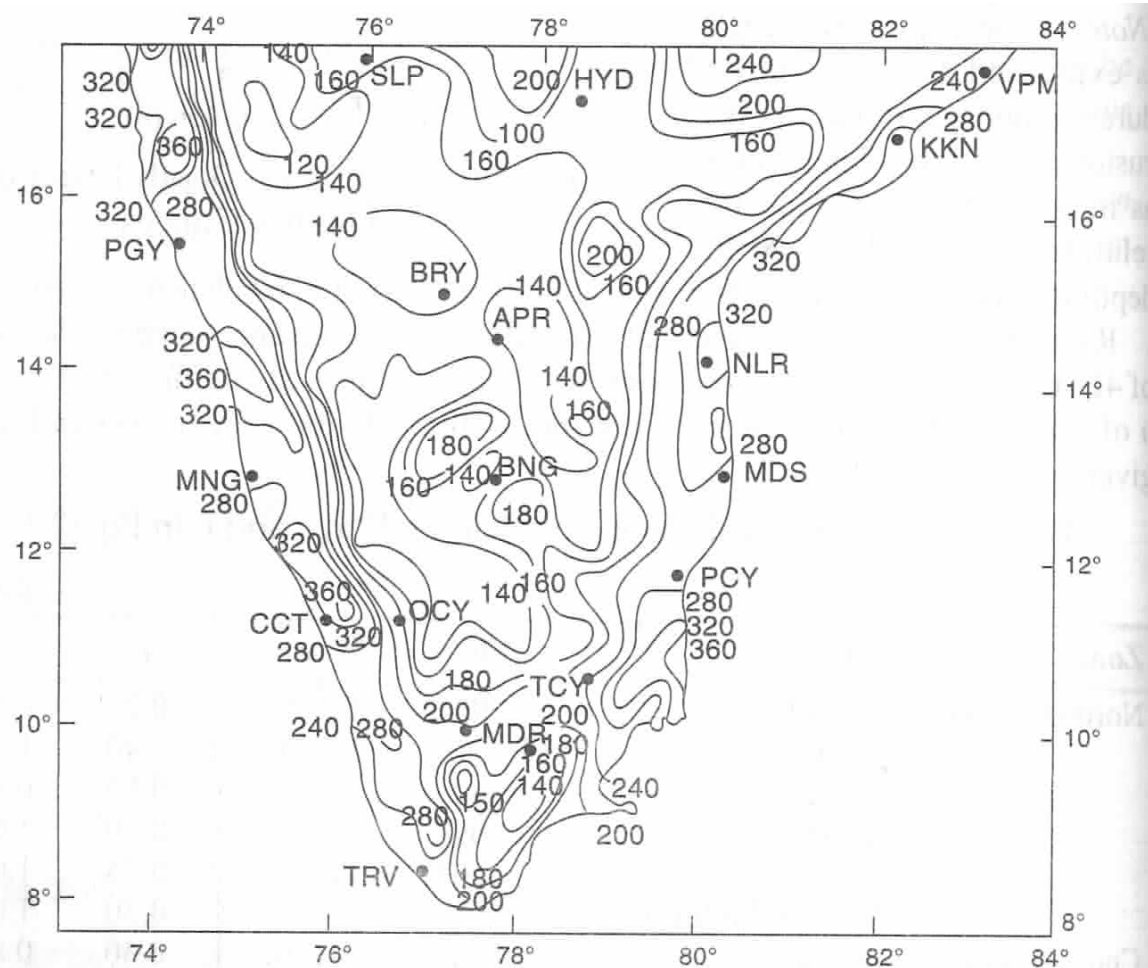 74° 76° 78° 80° 82° 84°
140 200 240
320 160 SLP HYD 240 VPM
320 100 200 280
360 120 160 160 KKN
16° 140 16°
320 280 140 200
PGY BRY 160 320
140
APR 280 320
320 NLR
14° 360 140 14°
320 160
180 280
MNG 140 BNG MDS
280 160 180
12° 320 160 12°
360 140 PCY
OCY 280
CCT 320 320
280 360
180 TCY
10° 240 280 200 200 10°
MDR 180
160
150 140 240
280 200
TRV
8° 180 8°
200
74° 76° 78° 80° 82° 84°